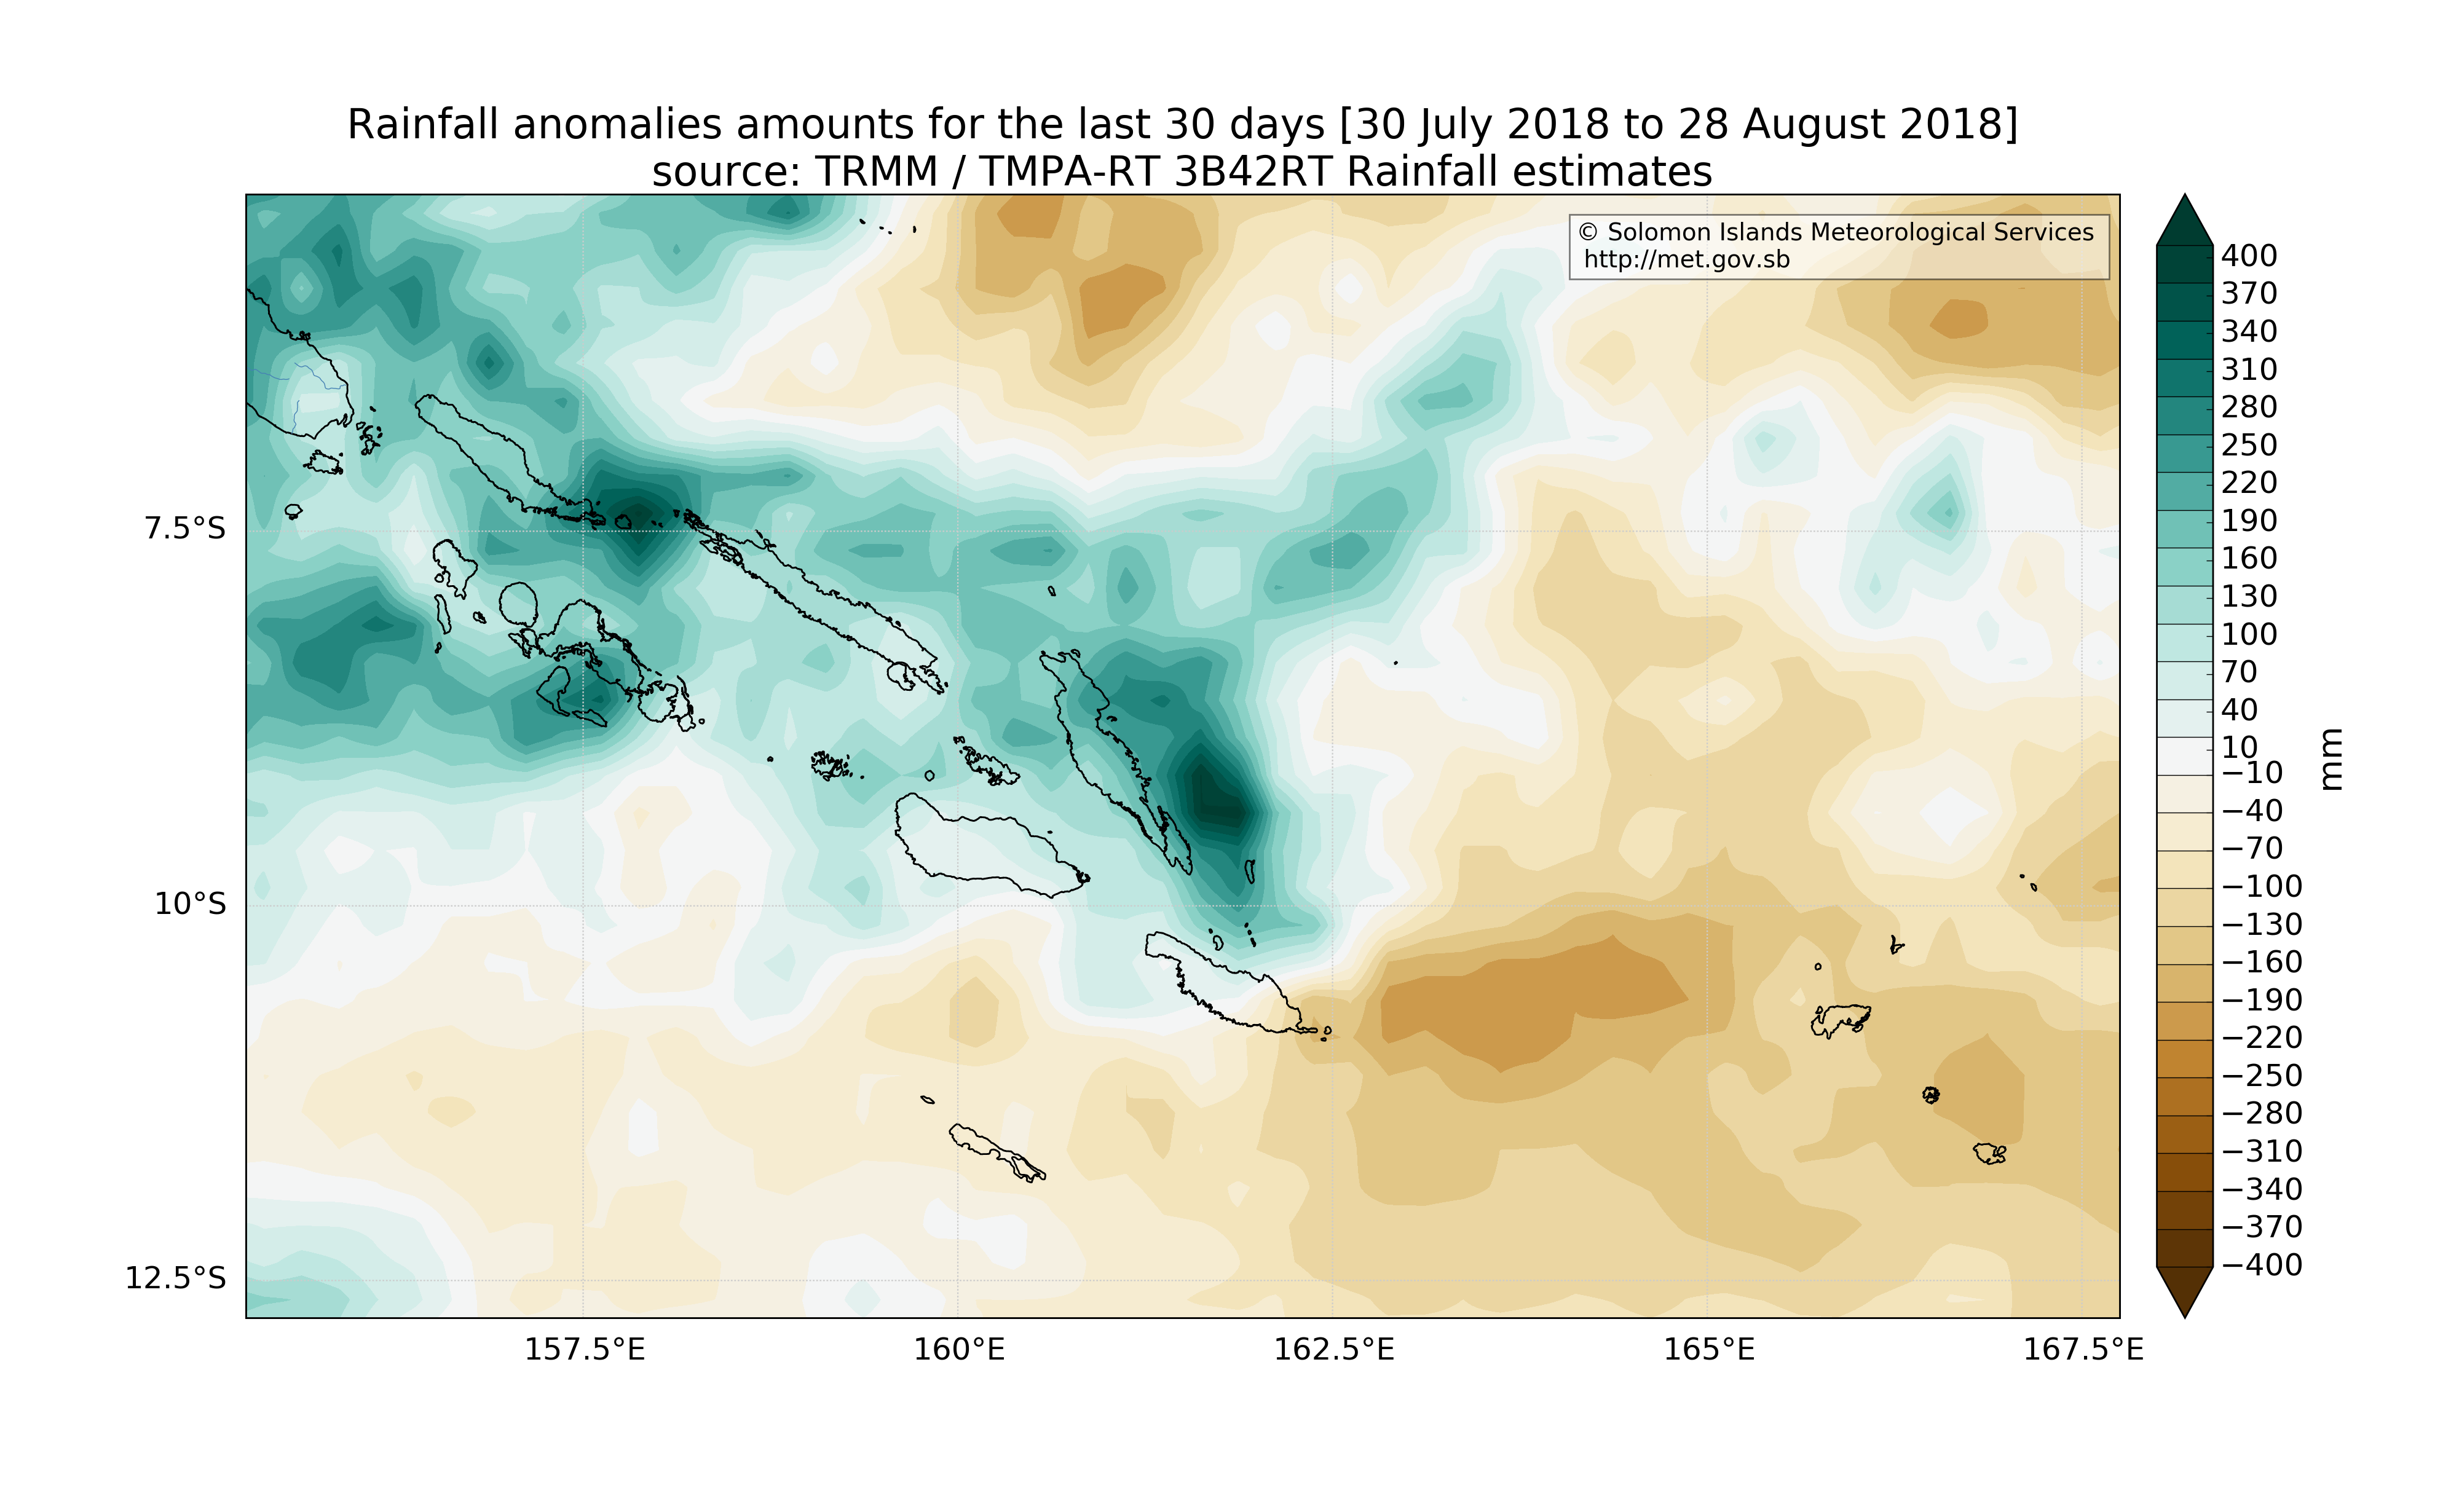 Rainfall anomalies amounts for the last 30 days [30 July 2018 to 28 August 2018]
source: TRMM / TMPA-RT 3B42RT Rainfall estimates
© Solomon Islands Meteorological Services
http://met.gov.sb
7.5°S
10°S
12.5°S
157.5°E
160°E
162.5°E
165°E
167.5°E
400
370
340
310
280
250
220
190
160
130
100
70
40
10
−10
−40
−70
−100
−130
−160
−190
−220
−250
−280
−310
−340
−370
−400
mm